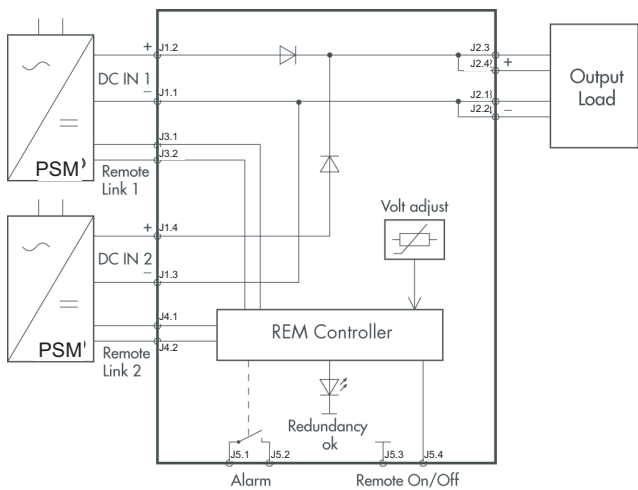 + J1.2
DC IN 1
− J1.1
J3.1
J3.2
PSM
Remote
Link 1
J2.3
J2.4
+
J2.1
J2.2
−
Output
Load
+ J1.4
DC IN 2
− J1.3
J4.1
J4.2
PSM
Remote
Link 2
Volt adjust
REM Controller
Redundancy
ok
J5.1
J5.2
J5.3
J5.4
Alarm
Remote On/Off